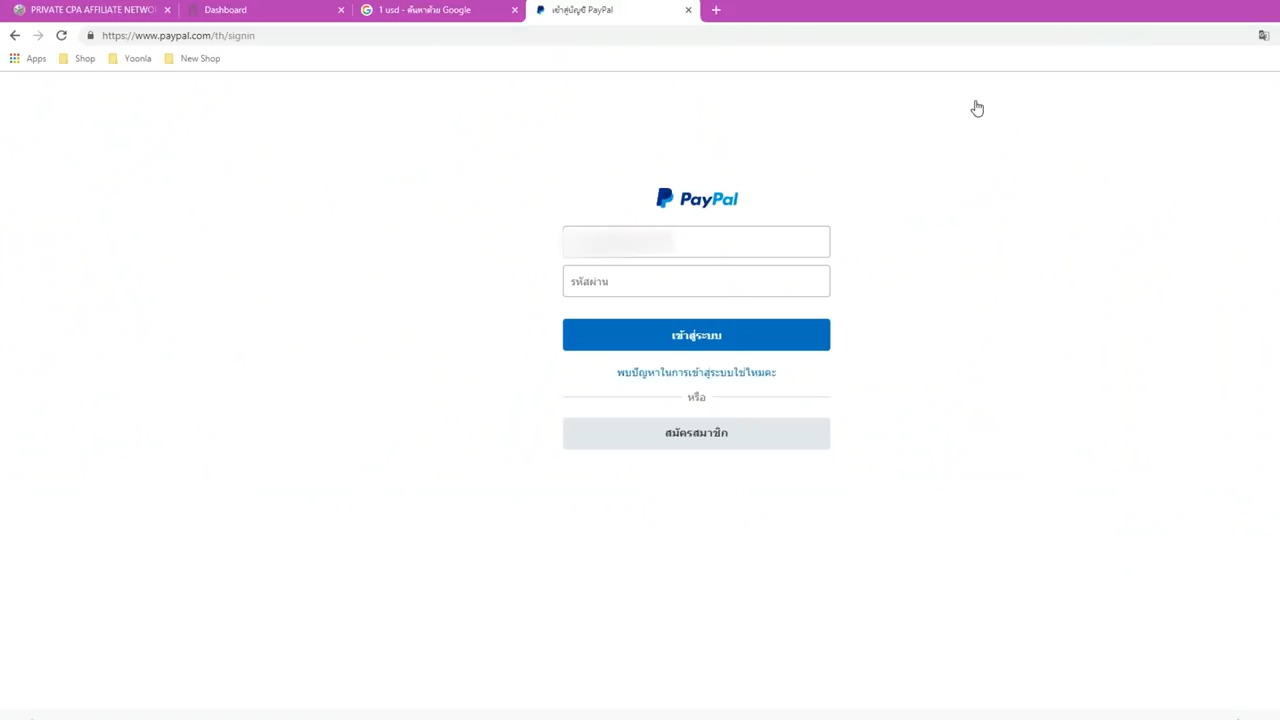 PRIVATE CPA AFFILIATE NETWO
Dashboard
1 usd - ค้นหาด้วย Google
เข้าสู่บัญชี PayPal
https://www.paypal.com/th/signin
Apps
Shop
Yoonla
New Shop
PayPal
รหัสผ่าน
เข้าสู่ระบบ
พบปัญหาในการเข้าสู่ระบบใช่ไหมคะ
หรือ
สมัครสมาชิก